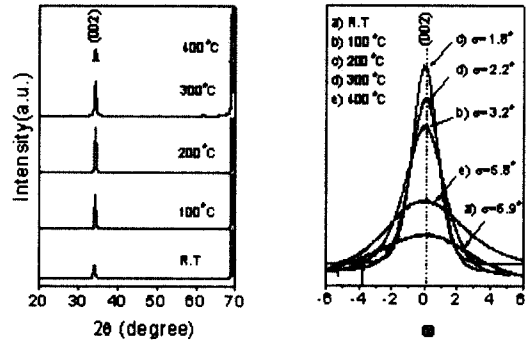 Intensity(a.u.)
(002)
400°C
300°C
200°C
100°C
R.T
20 30 40 50 60 70
2θ (degree)
a) R.T
b) 100°C
c) 200°C
d) 300°C
e) 400°C
(002)
c) σ=1.8°
d) σ=2.2°
b) σ=3.2°
e) σ=5.8°
a) σ=6.9°
-6 -4 -2 0 2 4 6